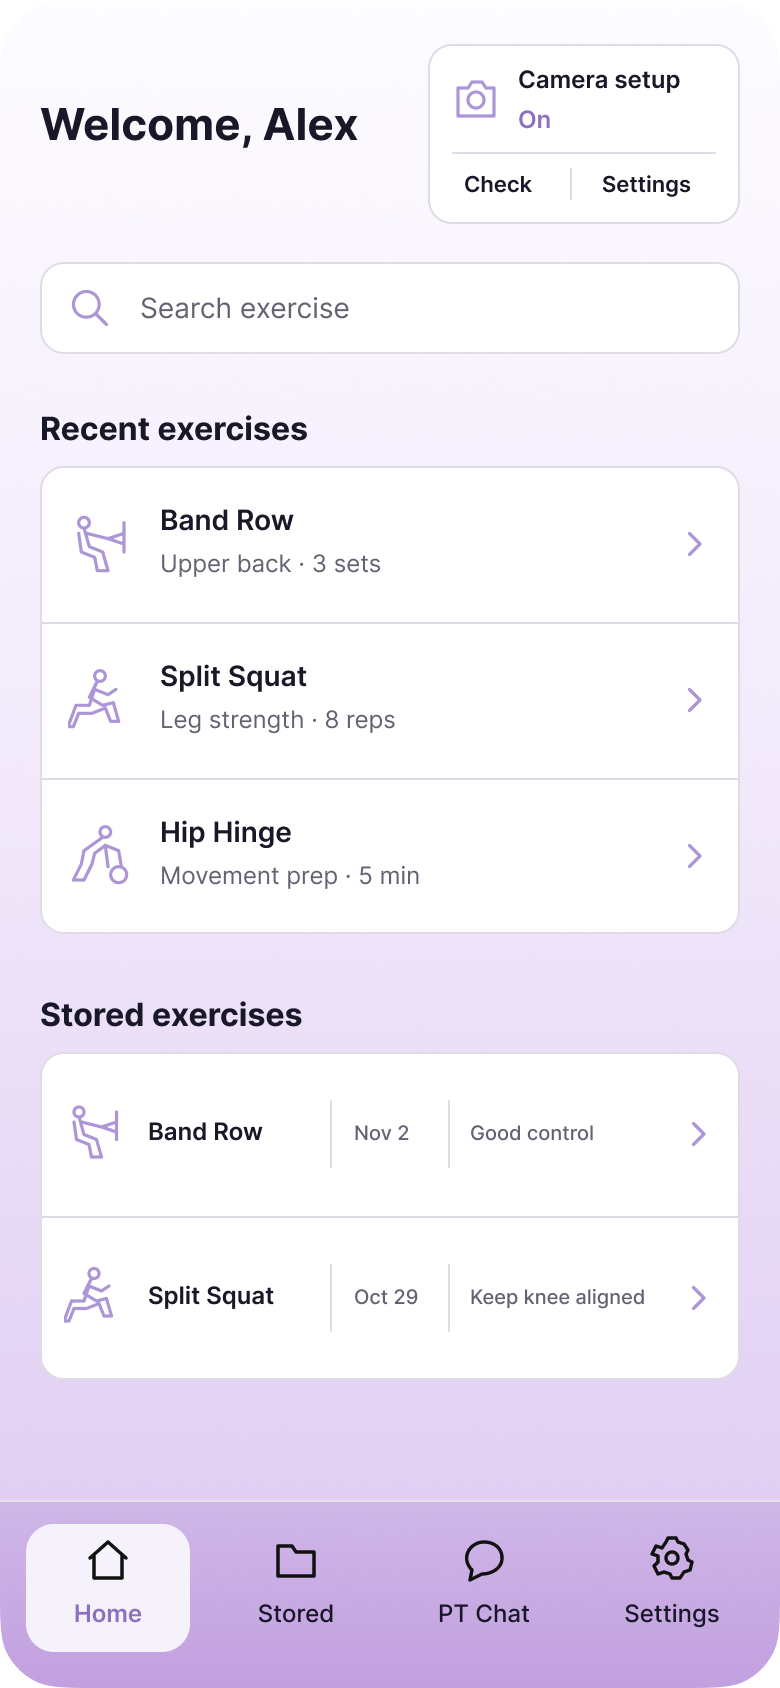 Welcome, Alex
Camera setup
On
Check
Settings
Search exercise
Recent exercises
Band Row
Upper back · 3 sets
Split Squat
Leg strength · 8 reps
Hip Hinge
Movement prep · 5 min
Stored exercises
Band Row
Nov 2
Good control
Split Squat
Oct 29
Keep knee aligned
Home
Stored
PT Chat
Settings